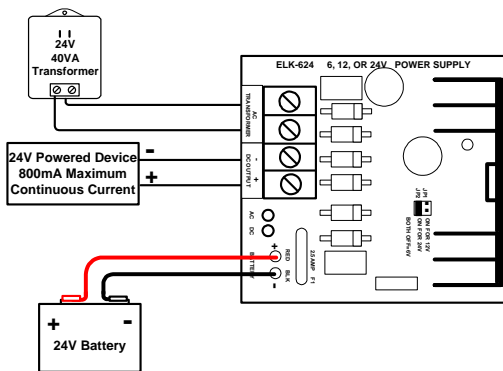 24V
40VA
Transformer
ELK-624 6, 12, OR 24V POWER SUPPLY
AC
TRANSFORMER
-
+
24V Powered Device
800mA Maximum
Continuous Current
DC OUTPUT
-
+
JP1
JP2
ON FOR 12V
ON FOR 24V
BOTH OFF=6V
AC
DC
+
RED
BATTERY
BLK
-
2.5 AMP F1
+ -
24V Battery